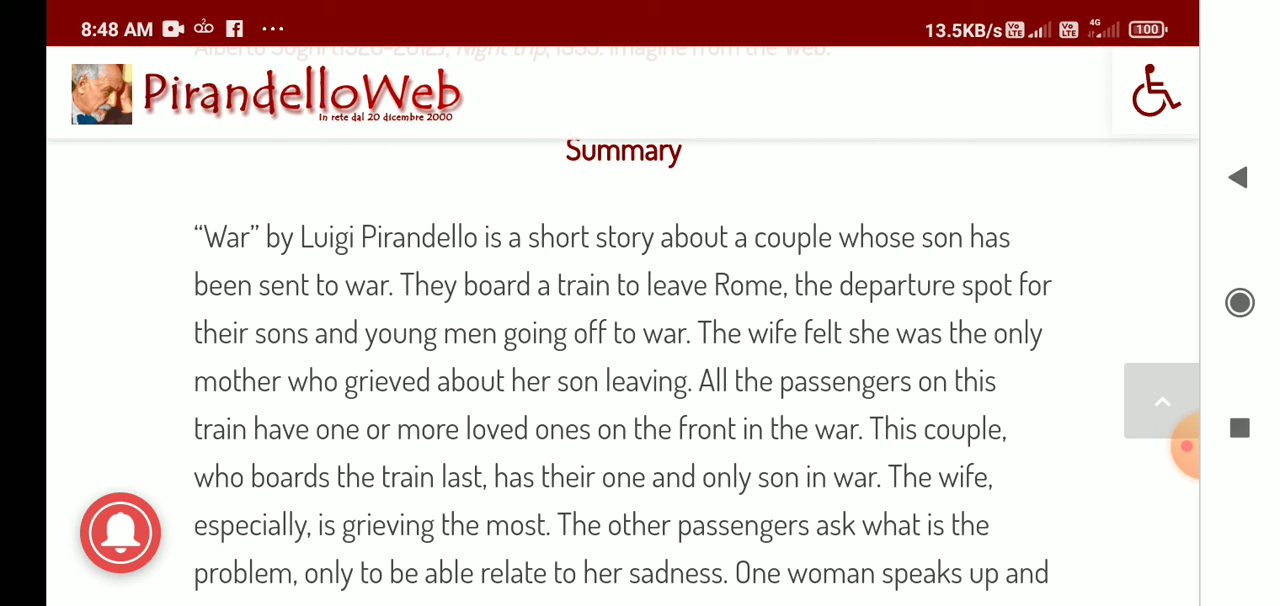 8:48 AM
13.5KB/s Vo LTE Vo LTE 4G 100
PirandelloWeb
In rete dal 20 dicembre 2000
Summary
“War” by Luigi Pirandello is a short story about a couple whose son has
been sent to war. They board a train to leave Rome, the departure spot for
their sons and young men going off to war. The wife felt she was the only
mother who grieved about her son leaving. All the passengers on this
train have one or more loved ones on the front in the war. This couple,
who boards the train last, has their one and only son in war. The wife,
especially, is grieving the most. The other passengers ask what is the
problem, only to be able relate to her sadness. One woman speaks up and